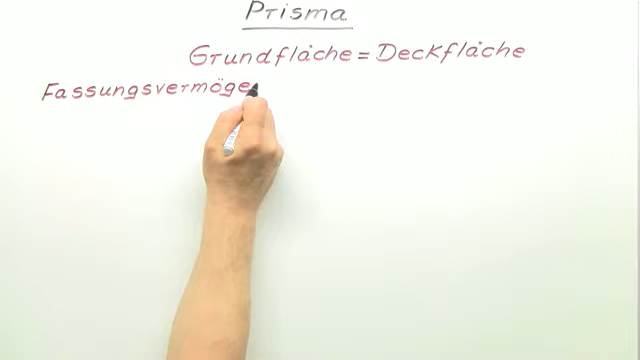 Prisma
Grundfläche = Deckfläche
Fassungsvermöge